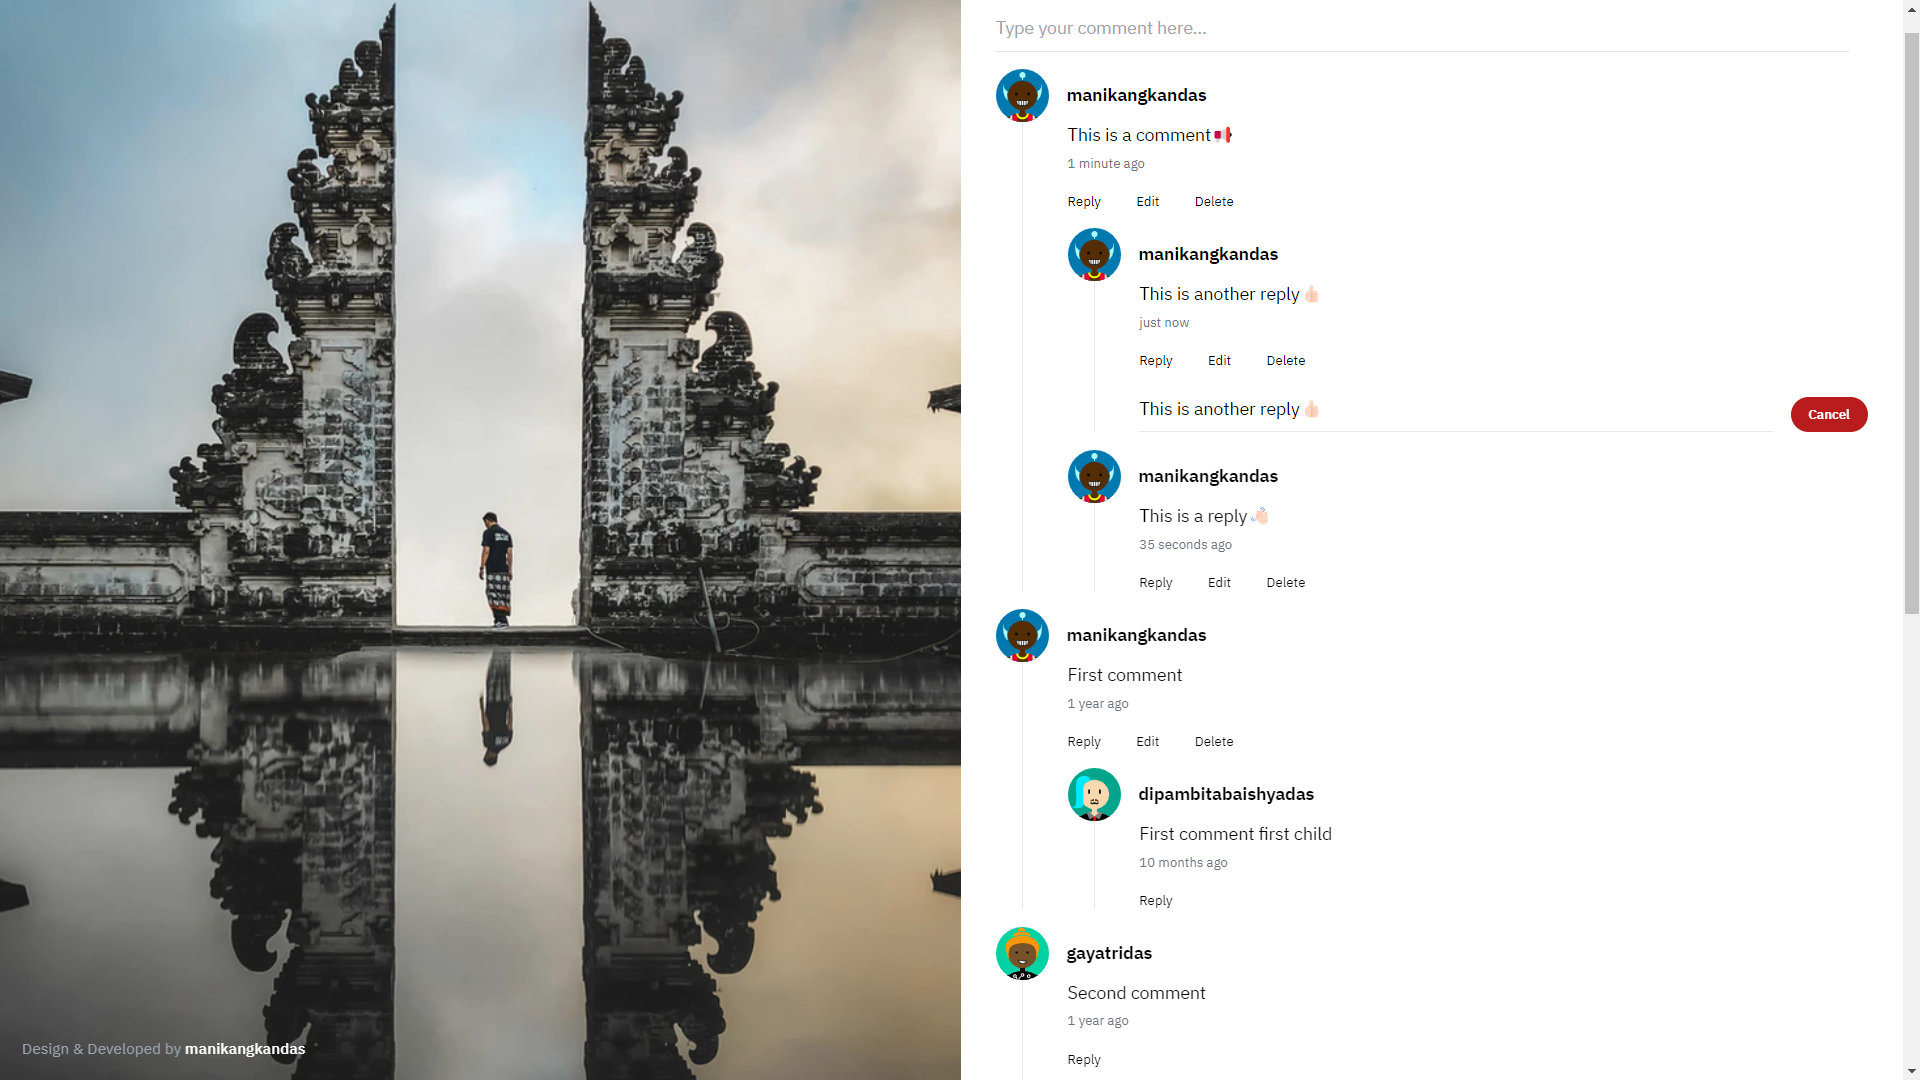 Type your comment here...
manikangkandas
This is a comment📢
1 minute ago
Reply Edit Delete
manikangkandas
This is another reply👍🏻
just now
Reply Edit Delete
This is another reply👍🏻
Cancel
manikangkandas
This is a reply👋🏻
35 seconds ago
Reply Edit Delete
manikangkandas
First comment
1 year ago
Reply Edit Delete
dipambitabaishyadas
First comment first child
10 months ago
Reply
gayatridas
Second comment
1 year ago
Reply
Design & Developed by manikangkandas